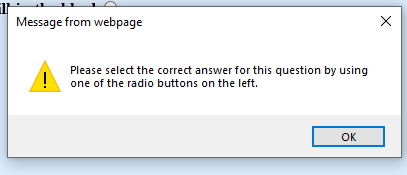 Message from webpage
Please select the correct answer for this question by using
one of the radio buttons on the left.
OK